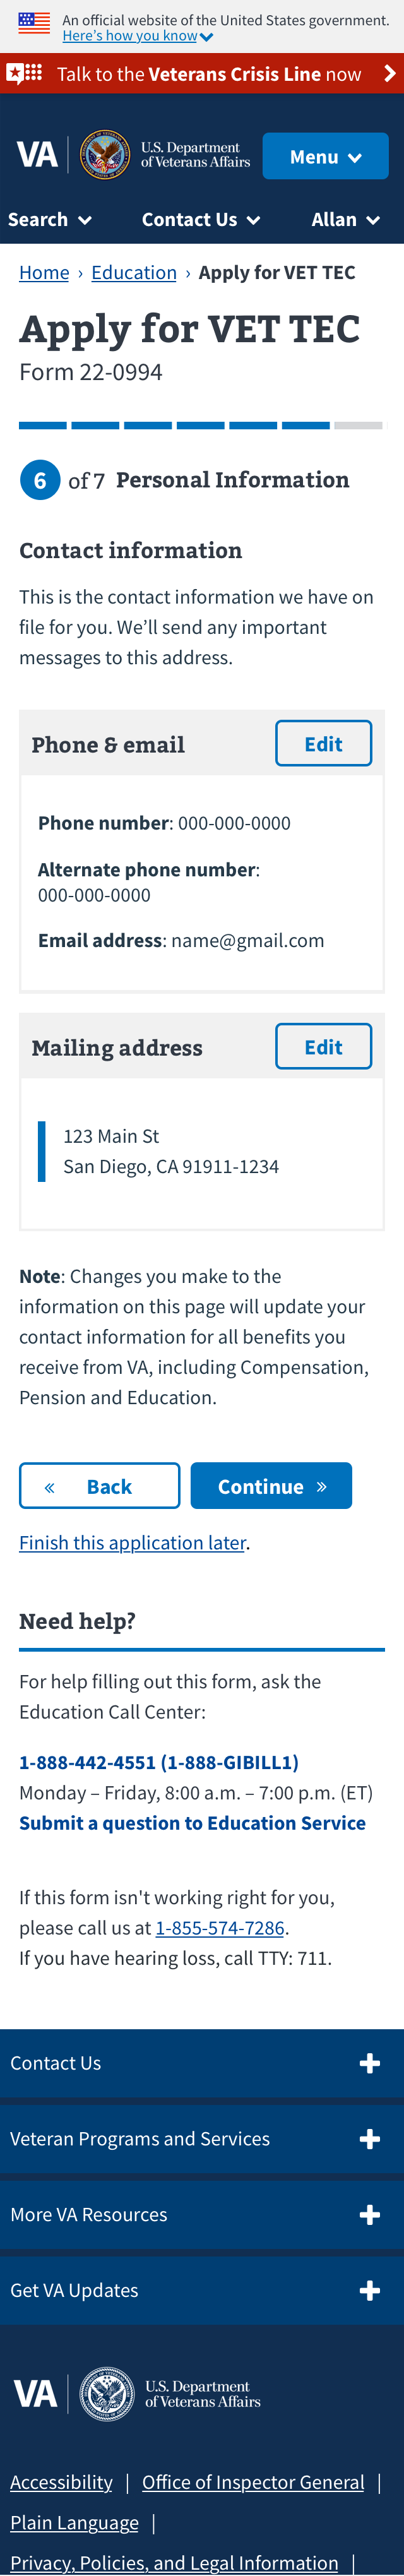 An official website of the United States government.
Here’s how you know
Talk to the Veterans Crisis Line now
VA U.S. Department
of Veterans Affairs
Menu
Search Contact Us Allan
Home › Education › Apply for VET TEC
Apply for VET TEC
Form 22-0994
6 of 7 Personal Information
Contact information
This is the contact information we have on
file for you. We’ll send any important
messages to this address.
Phone & email Edit
Phone number: 000-000-0000
Alternate phone number:
000-000-0000
Email address: name@gmail.com
Mailing address Edit
123 Main St
San Diego, CA 91911-1234
Note: Changes you make to the
information on this page will update your
contact information for all benefits you
receive from VA, including Compensation,
Pension and Education.
« Back Continue »
Finish this application later.
Need help?
For help filling out this form, ask the
Education Call Center:
1-888-442-4551 (1-888-GIBILL1)
Monday – Friday, 8:00 a.m. – 7:00 p.m. (ET)
Submit a question to Education Service
If this form isn't working right for you,
please call us at 1-855-574-7286.
If you have hearing loss, call TTY: 711.
Contact Us
Veteran Programs and Services
More VA Resources
Get VA Updates
VA U.S. Department
of Veterans Affairs
Accessibility | Office of Inspector General |
Plain Language |
Privacy, Policies, and Legal Information |